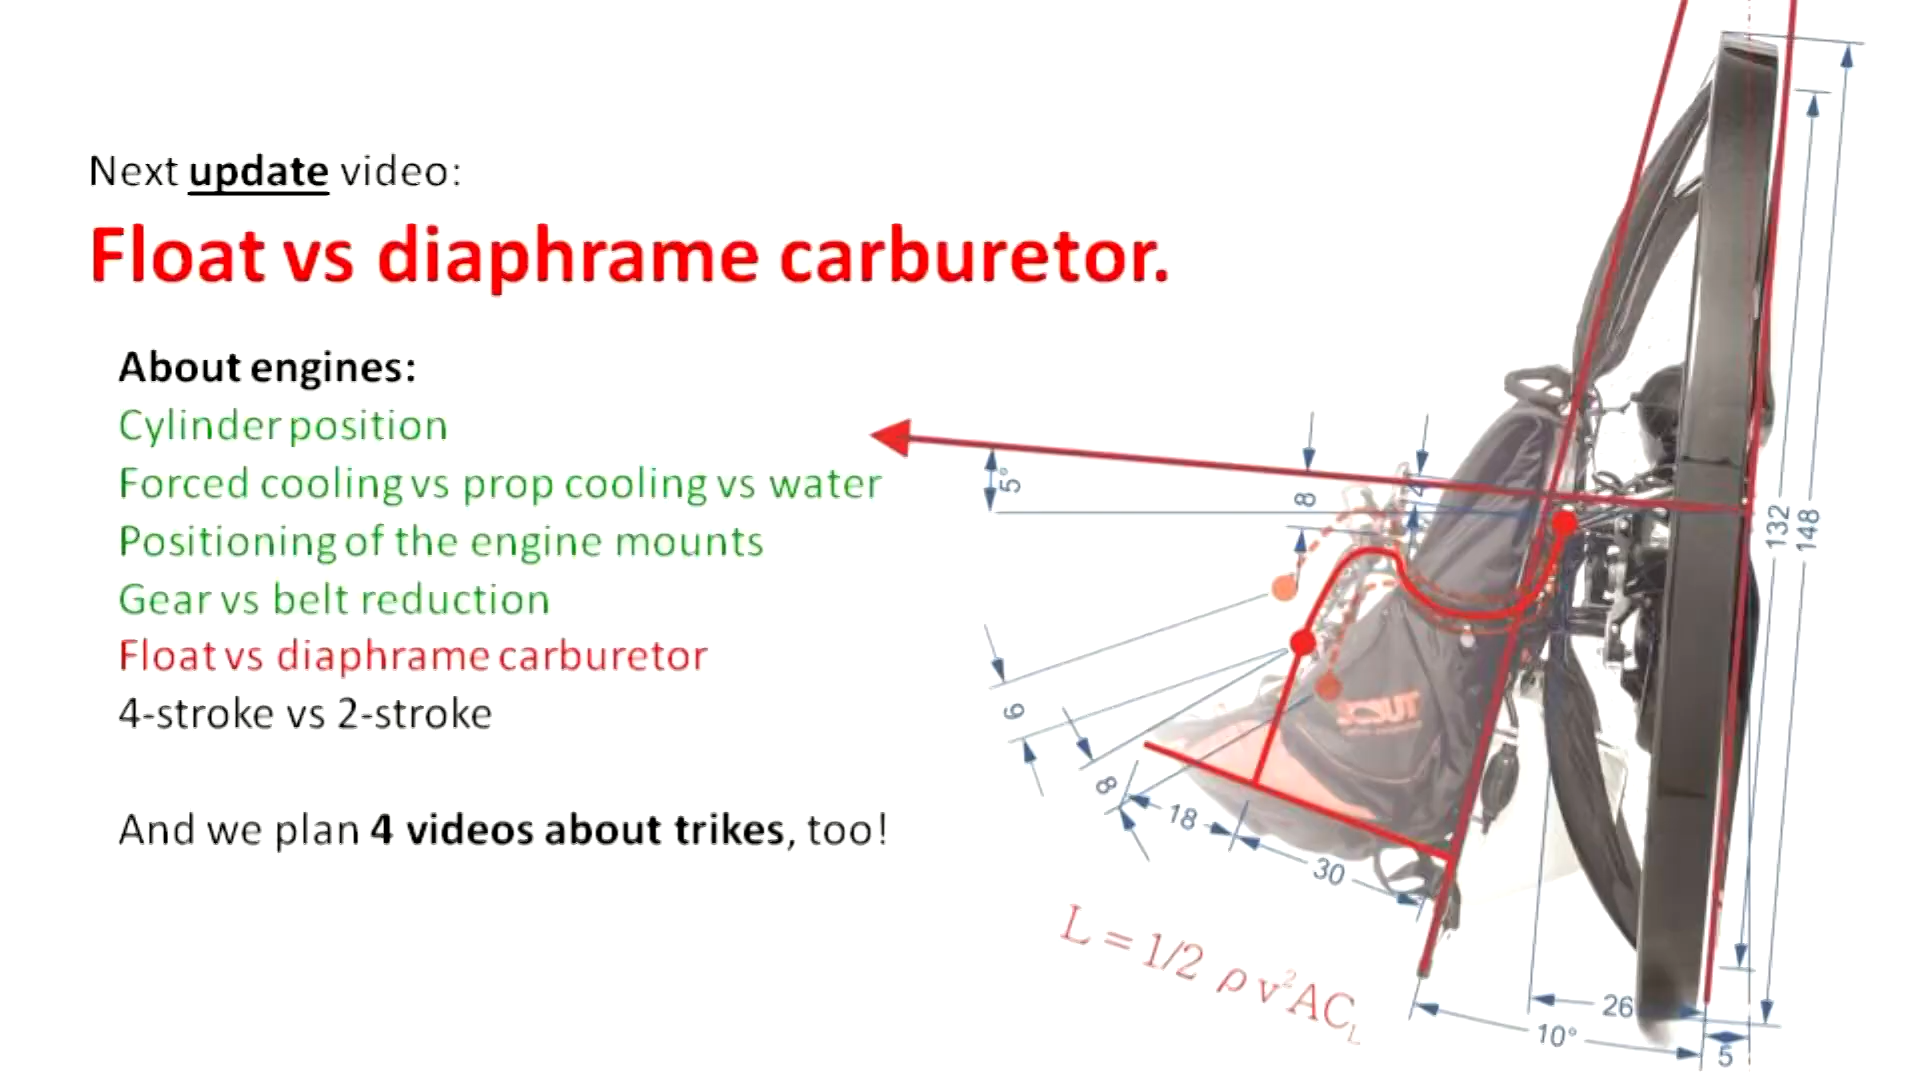 Next update video:
Float vs diaphrame carburetor.
About engines:
Cylinder position
Forced cooling vs prop cooling vs water
Positioning of the engine mounts
Gear vs belt reduction
Float vs diaphrame carburetor
4-stroke vs 2-stroke
And we plan 4 videos about trikes, too!
5°
8
4
132
148
6
8
18
30
SCOUT
L = 1/2 ρ v²AC_L
26
10°
5